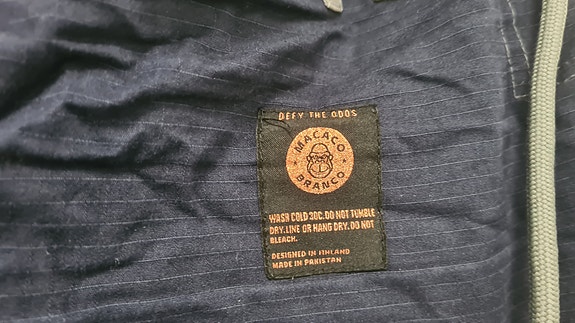 DEFY THE ODDS
MACACO
BRANCO
WASH COLD 30C.DO NOT TUMBLE
DRY.LINE OR HANG DRY. DO NOT
BLEACH.
DESIGNED IN ITHLAND
MADE IN PAKISTAN